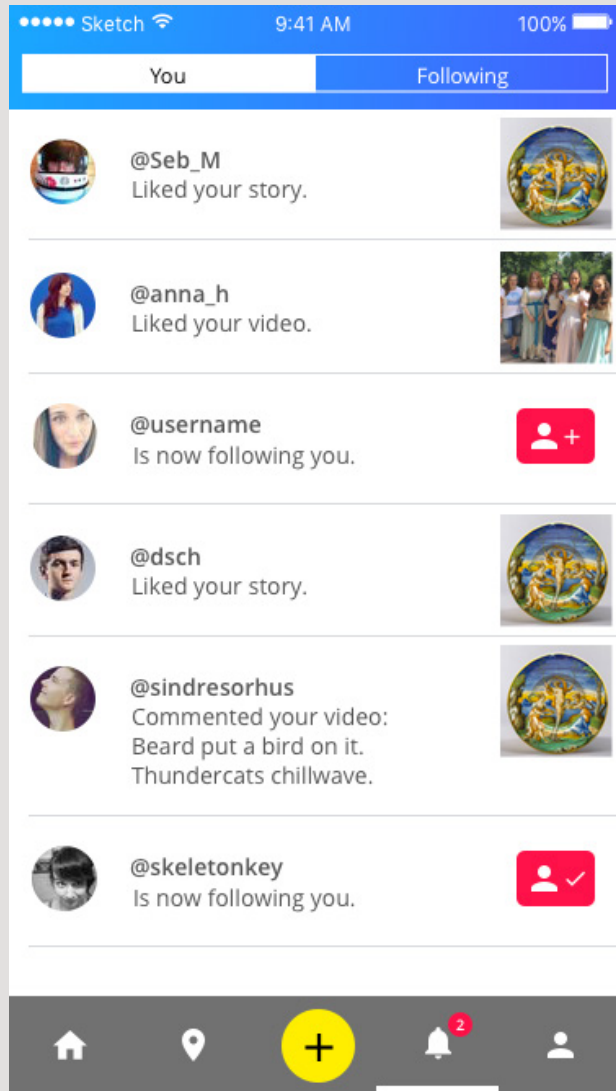 Sketch 9:41 AM 100%
You Following
@Seb_M
Liked your story.
@anna_h
Liked your video.
@username
Is now following you.
@dsch
Liked your story.
@sindresorhus
Commented your video:
Beard put a bird on it.
Thundercats chillwave.
@skeletonkey
Is now following you.
2